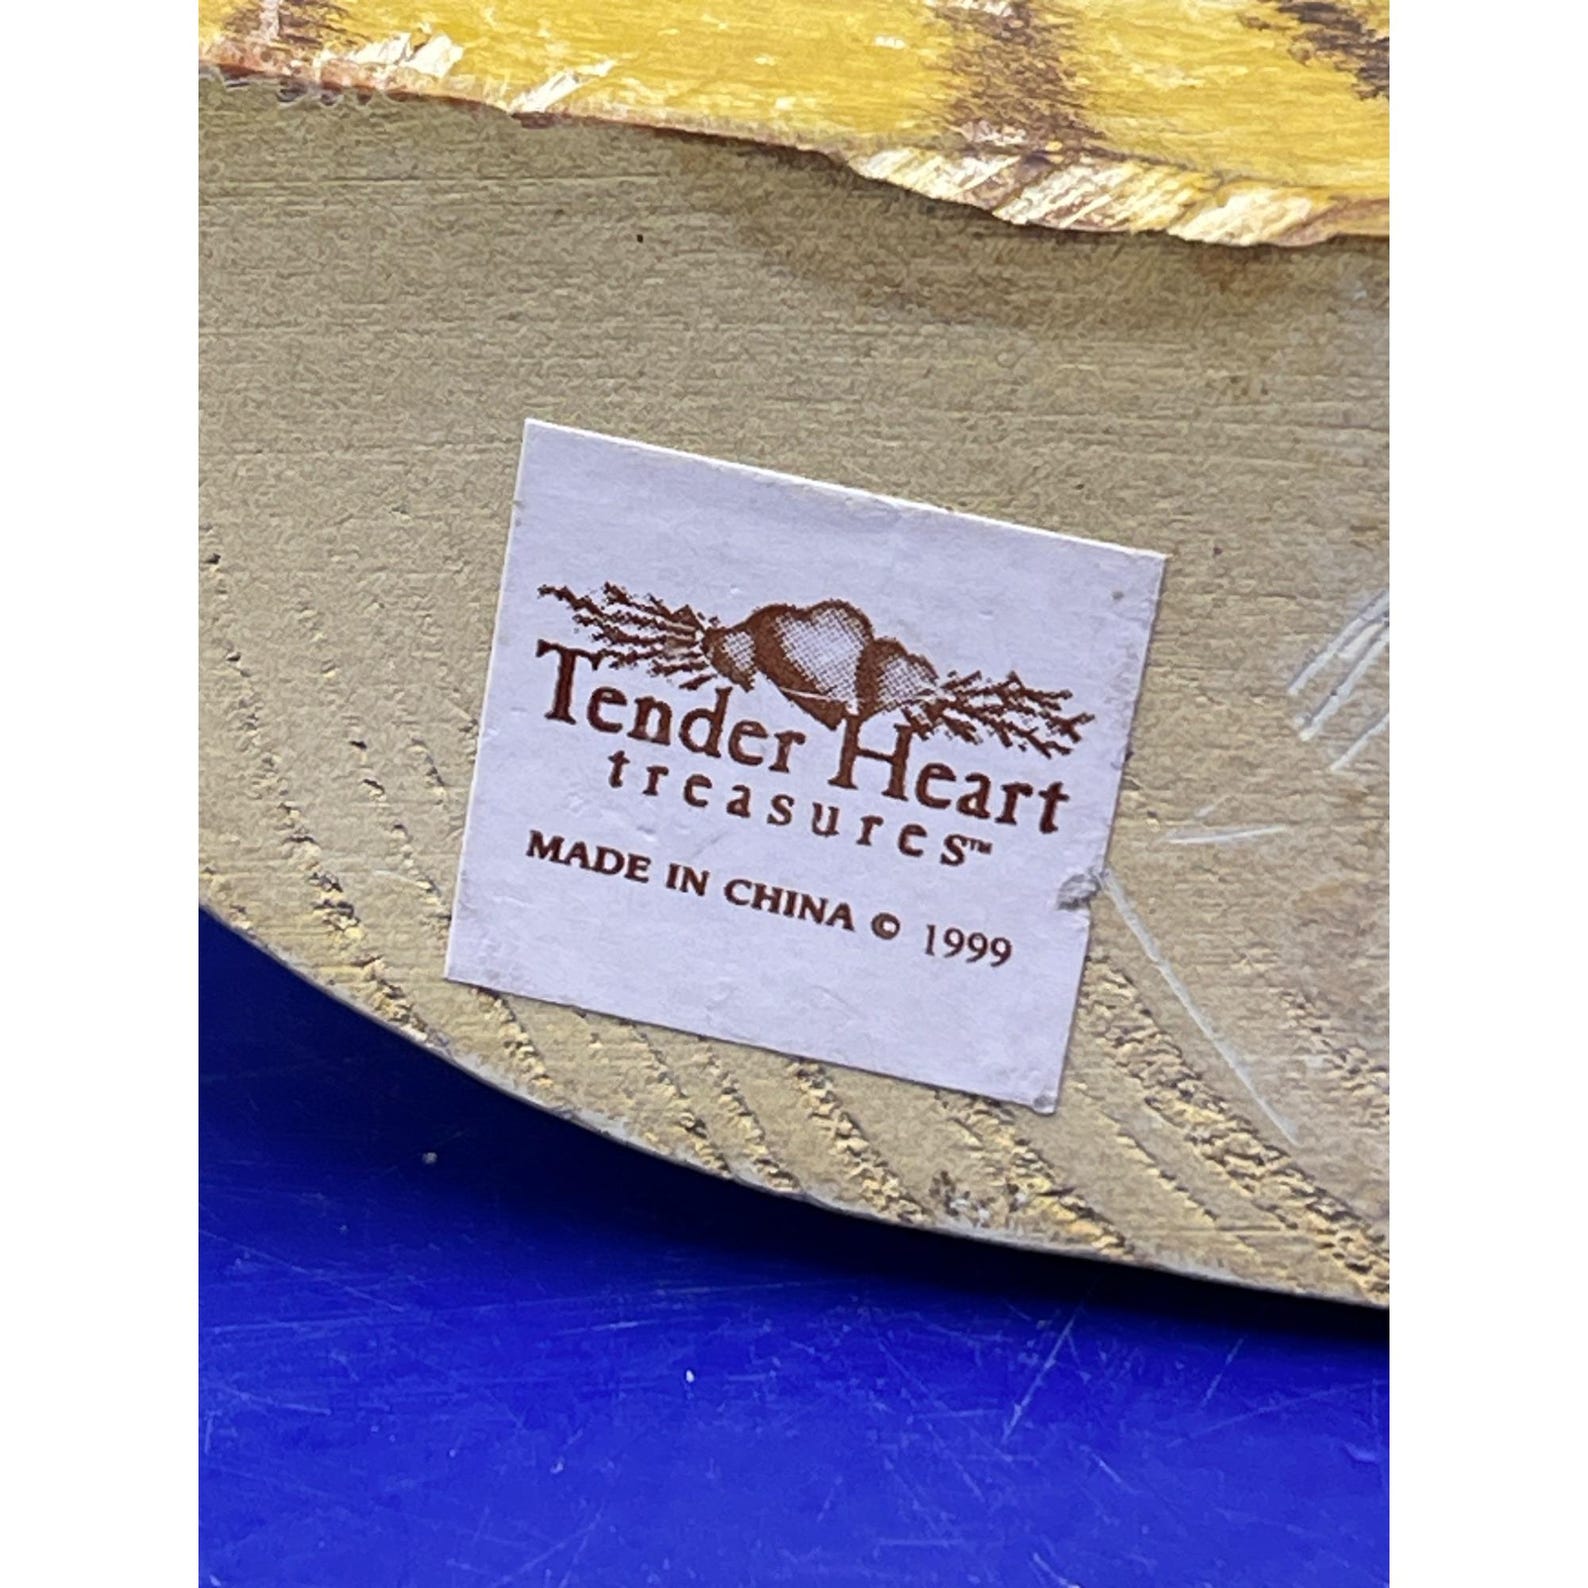 Tender Heart
treasures™
MADE IN CHINA © 1999